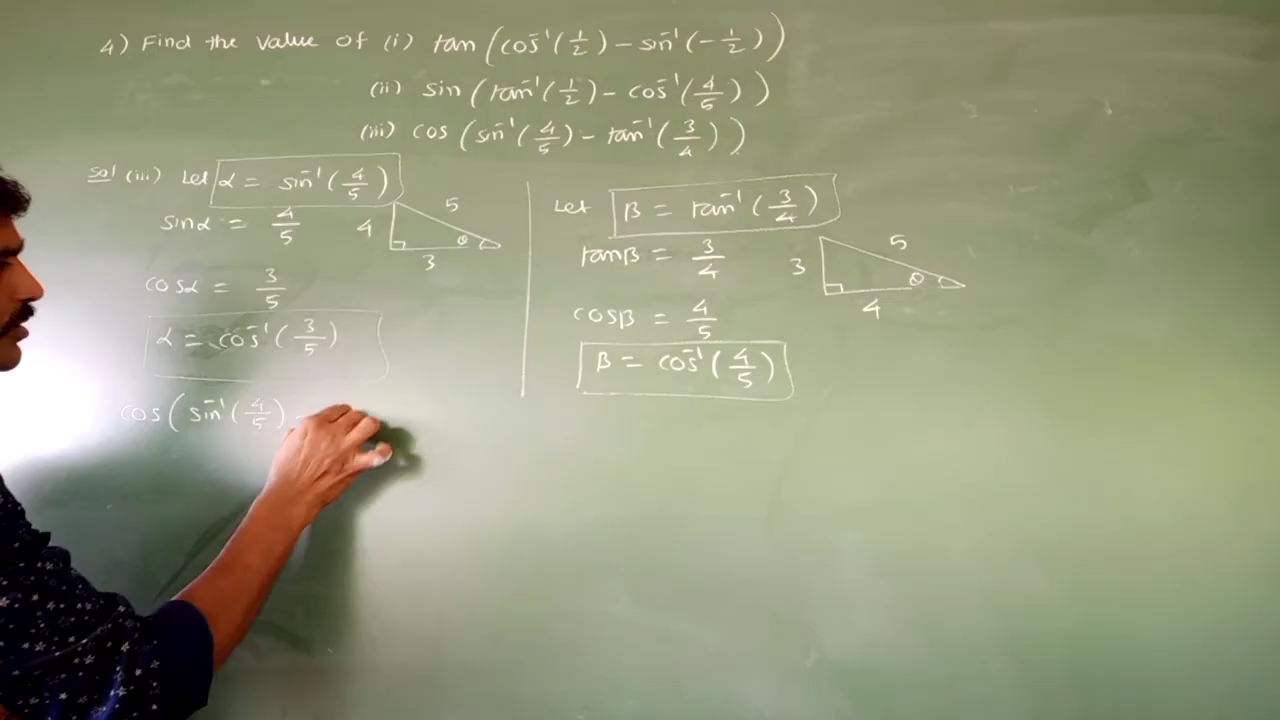 4) Find the value of (i) tan (cos⁻¹(1/2) − sin⁻¹(−1/2))
(ii) sin (tan⁻¹(1/2) − cos⁻¹(4/5))
(iii) cos (sin⁻¹(4/5) − tan⁻¹(3/4))
Sol (iii) Let α = sin⁻¹(4/5)
sinα = 4/5
4
5
3
θ
cosα = 3/5
α = cos⁻¹(3/5)
cos(sin⁻¹(4/5) −
Let β = tan⁻¹(3/4)
tanβ = 3/4
3
5
4
θ
cosβ = 4/5
β = cos⁻¹(4/5)